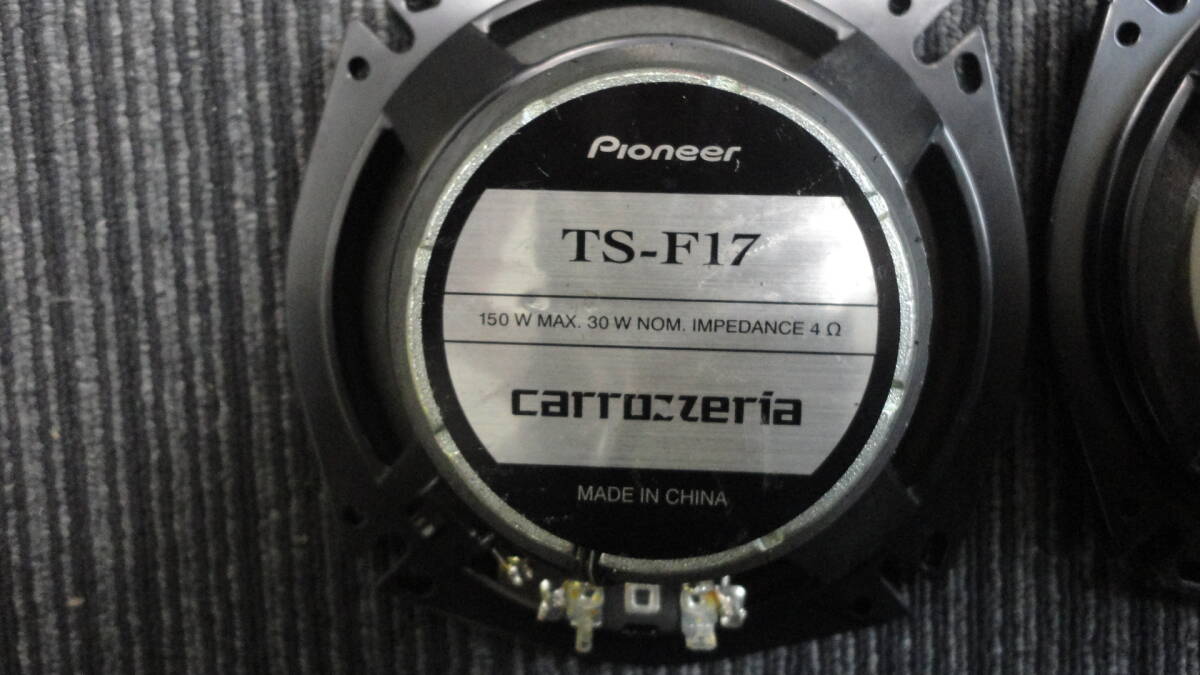 Pioneer
TS-F17
150 W MAX. 30 W NOM. IMPEDANCE 4 Ω
carrozzeria
MADE IN CHINA